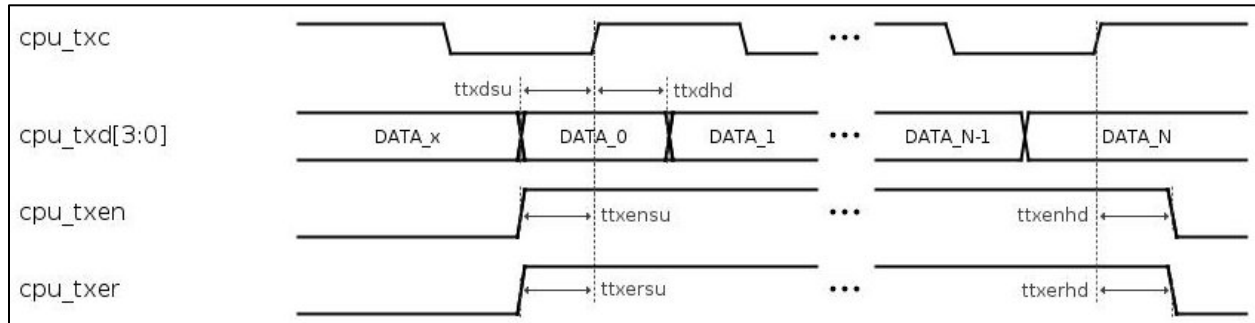 cpu_txc
ttxdsu ttxdhd
cpu_txd[3:0] DATA_x DATA_0 DATA_1 ••• DATA_N-1 DATA_N
cpu_txen ttxensu ••• ttxenhd
cpu_txer ttxersu ••• ttxerhd